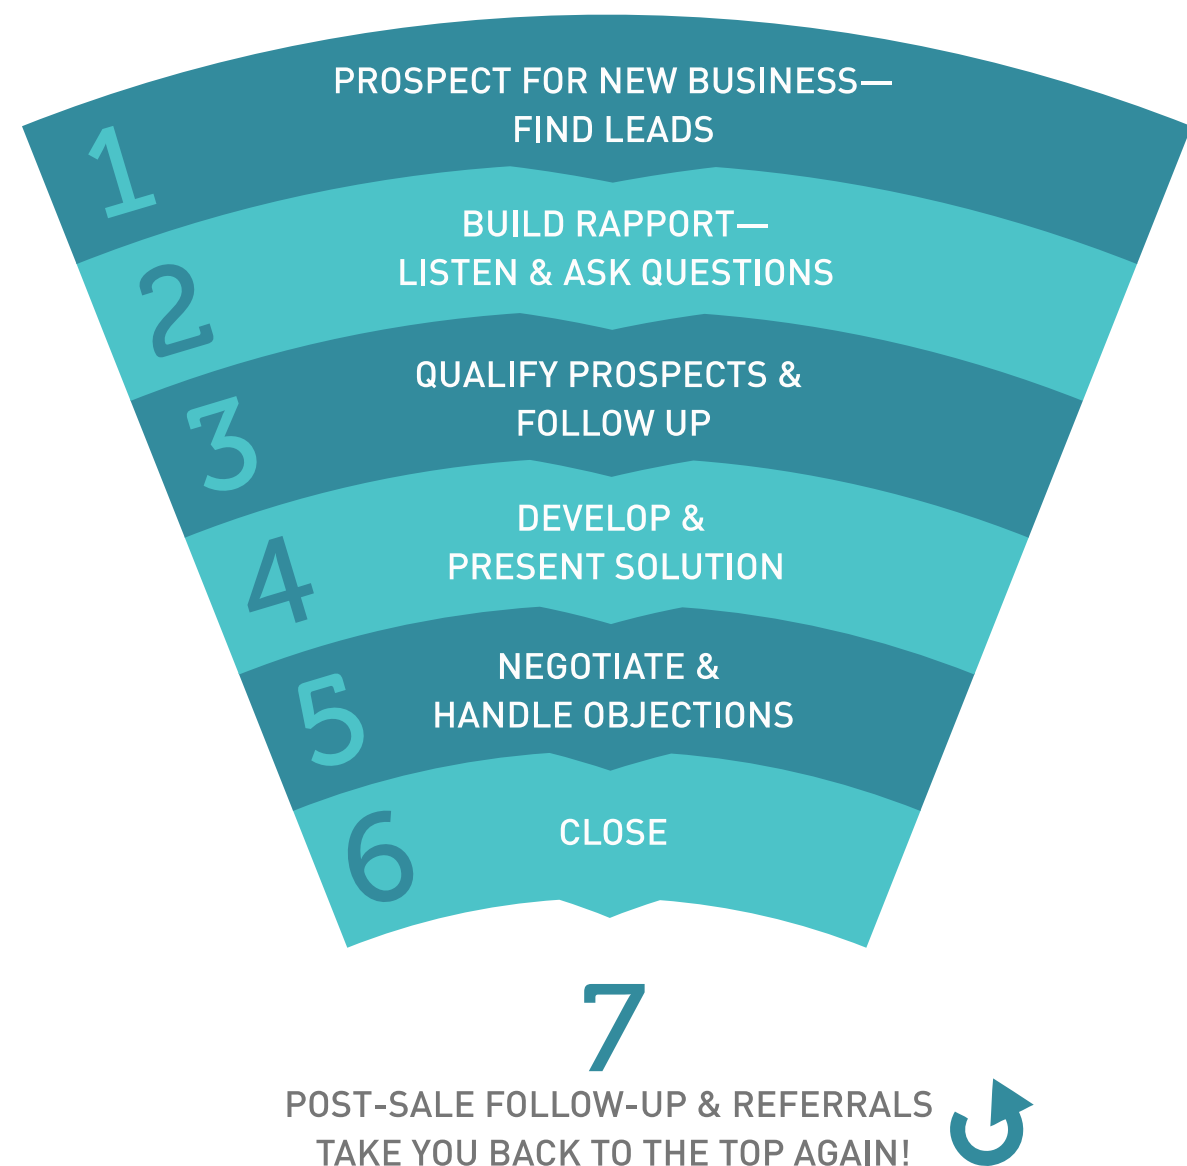 1
PROSPECT FOR NEW BUSINESS—
FIND LEADS
2
BUILD RAPPORT—
LISTEN & ASK QUESTIONS
3
QUALIFY PROSPECTS &
FOLLOW UP
4
DEVELOP &
PRESENT SOLUTION
5
NEGOTIATE &
HANDLE OBJECTIONS
6
CLOSE
7
POST-SALE FOLLOW-UP & REFERRALS
TAKE YOU BACK TO THE TOP AGAIN!